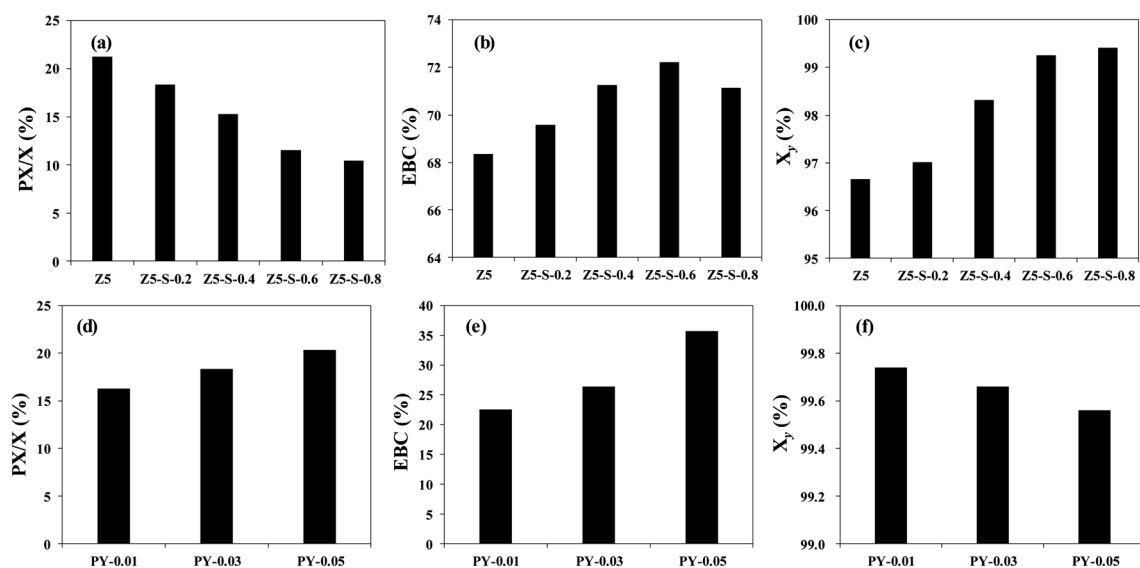 (a)
PX/X (%)
25
20
15
10
5
0
Z5 Z5-S-0.2 Z5-S-0.4 Z5-S-0.6 Z5-S-0.8
(b)
EBC (%)
74
72
70
68
66
64
Z5 Z5-S-0.2 Z5-S-0.4 Z5-S-0.6 Z5-S-0.8
(c)
Xy (%)
100
99
98
97
96
95
Z5 Z5-S-0.2 Z5-S-0.4 Z5-S-0.6 Z5-S-0.8
(d)
PX/X (%)
25
20
15
10
5
0
PY-0.01 PY-0.03 PY-0.05
(e)
EBC (%)
40
35
30
25
20
15
10
5
0
PY-0.01 PY-0.03 PY-0.05
(f)
Xy (%)
100.0
99.8
99.6
99.4
99.2
99.0
PY-0.01 PY-0.03 PY-0.05